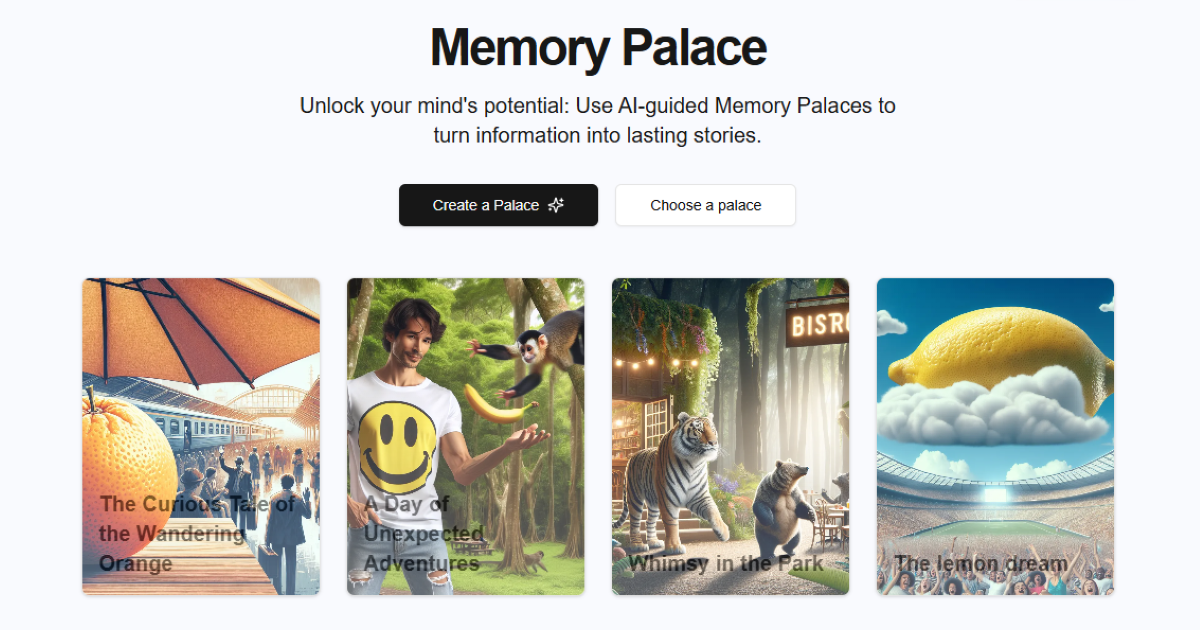 Memory Palace
Unlock your mind's potential: Use AI-guided Memory Palaces to
turn information into lasting stories.
Create a Palace
Choose a palace
The Curious Tale of
the Wandering
Orange
A Day of
Unexpected
Adventures
BISTR
Whimsy in the Park
The lemon dream